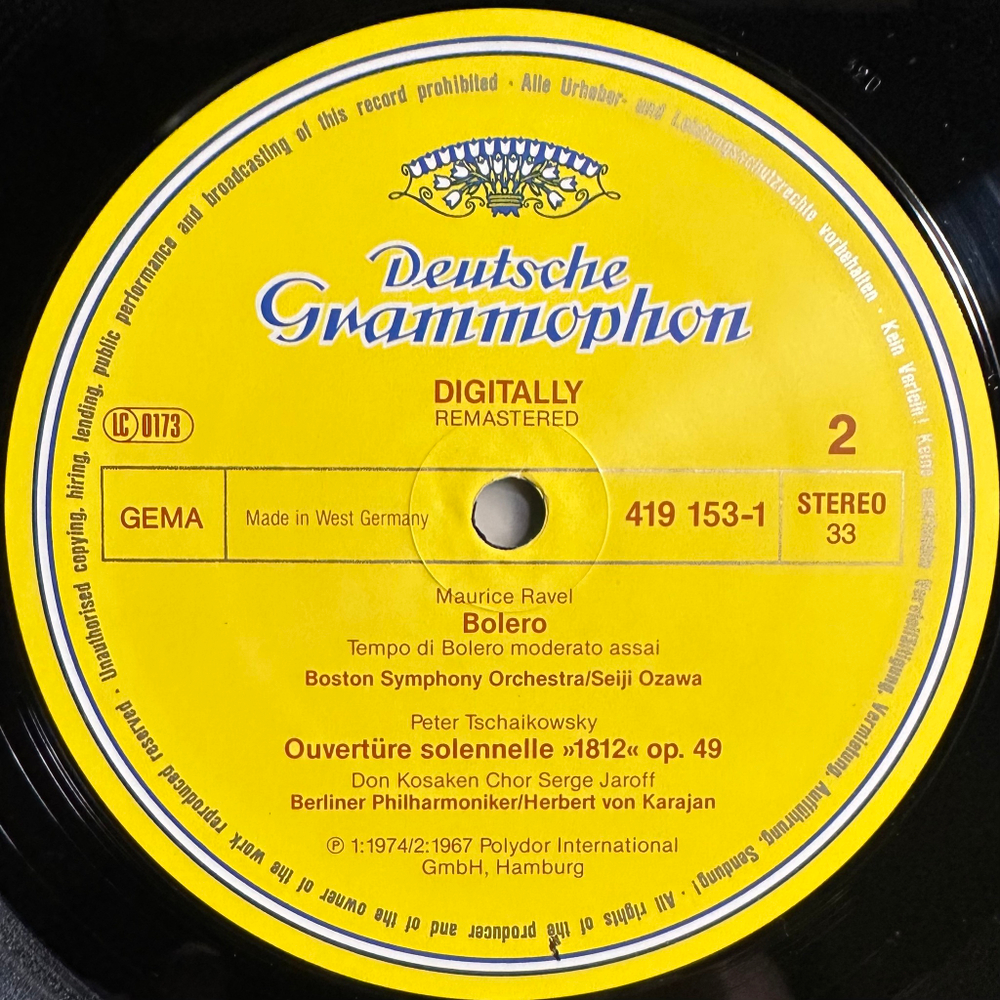 Deutsche
Grammophon
DIGITALLY
REMASTERED
LC 0173
2
GEMA
Made in West Germany
419 153-1
STEREO
33
Maurice Ravel
Bolero
Tempo di Bolero moderato assai
Boston Symphony Orchestra/Seiji Ozawa
Peter Tschaikowsky
Ouvertüre solennelle »1812« op. 49
Don Kosaken Chor Serge Jaroff
Berliner Philharmoniker/Herbert von Karajan
℗ 1:1974/2:1967 Polydor International
GmbH, Hamburg
Alle Urheber- und Leistungsschutzrechte vorbehalten · Kein Verleih! Keine Vervielfältigung, Vermietung, Aufführung, Sendung! · All rights of the producer and of the owner of the work reproduced reserved · Unauthorised copying, hiring, lending, public performance and broadcasting of this record prohibited ·